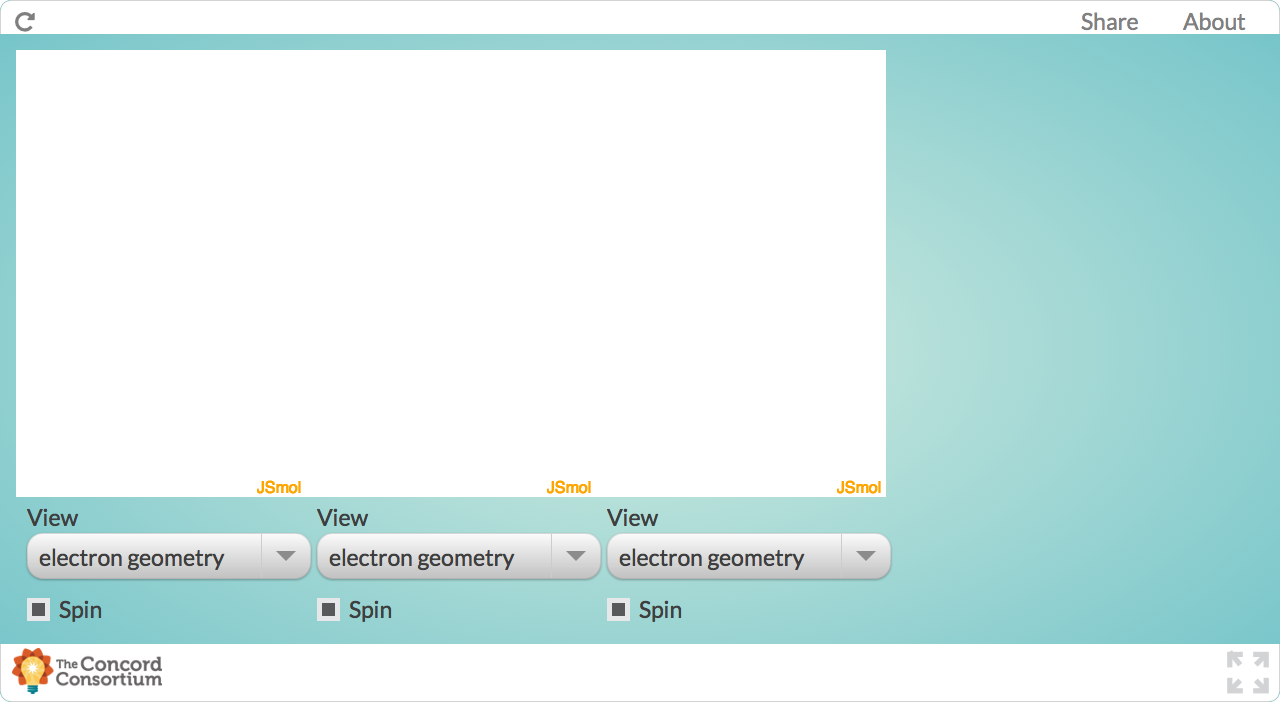 Share About
JSmol JSmol JSmol
View View View
electron geometry electron geometry electron geometry
Spin Spin Spin
The Concord
Consortium